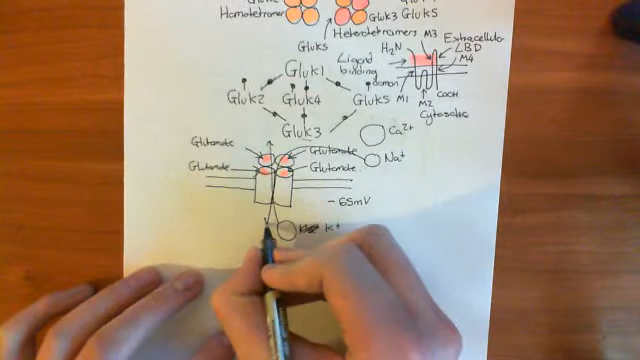 Homotetramer
Gluk3
Gluk5
Heterotetramers
Gluk5
H₂N
M3
Extracellular
LBD
M4
Ligand
binding
domain
M1
M2
COOH
Cytosolic
Gluk1
Gluk2
Gluk4
Gluk5
Gluk3
Ca²⁺
Na⁺
Glutamate
Glutamate
Glutamate
Glutamate
-65mV
K⁺